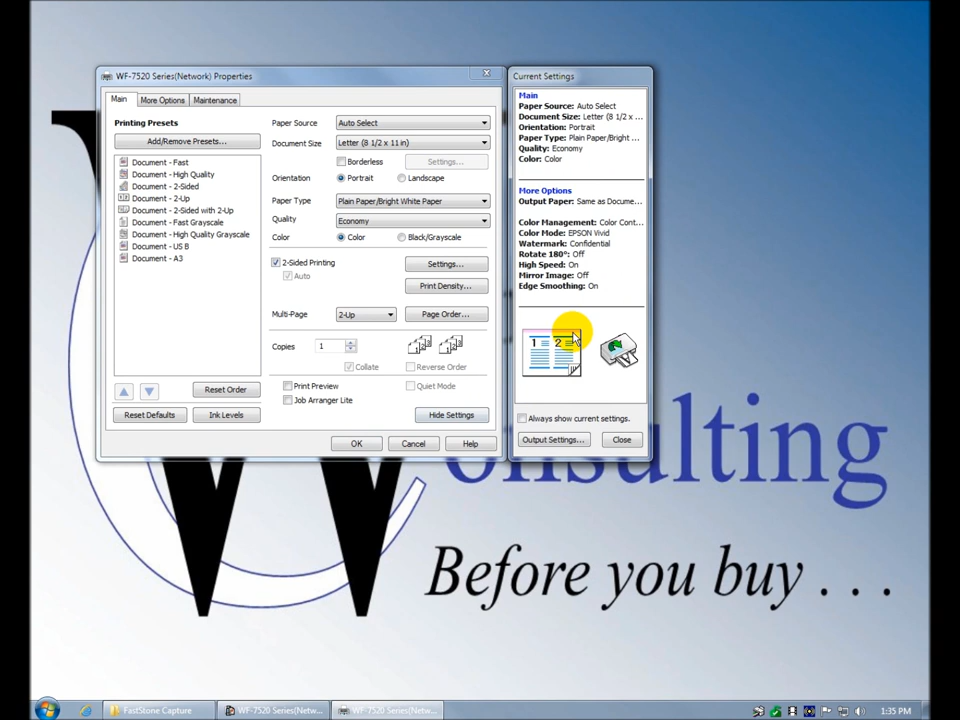 WF-7520 Series(Network) Properties
Main
More Options
Maintenance
Printing Presets
Add/Remove Presets...
Document - Fast
Document - High Quality
Document - 2-Sided
Document - 2-Up
Document - 2-Sided with 2-Up
Document - Fast Grayscale
Document - High Quality Grayscale
Document - US B
Document - A3
Reset Order
Reset Defaults
Ink Levels
Paper Source
Auto Select
Document Size
Letter (8 1/2 x 11 in)
Borderless
Settings...
Orientation
Portrait
Landscape
Paper Type
Plain Paper/Bright White Paper
Quality
Economy
Color
Color
Black/Grayscale
2-Sided Printing
Settings...
Auto
Print Density...
Multi-Page
2-Up
Page Order...
Copies
1
Collate
Reverse Order
Print Preview
Quiet Mode
Job Arranger Lite
Hide Settings
OK
Cancel
Help
Current Settings
Main
Paper Source: Auto Select
Document Size: Letter (8 1/2 x ...
Orientation: Portrait
Paper Type: Plain Paper/Bright ...
Quality: Economy
Color: Color
More Options
Output Paper: Same as Docume...
Color Management: Color Cont...
Color Mode: EPSON Vivid
Watermark: Confidential
Rotate 180°: Off
High Speed: On
Mirror Image: Off
Edge Smoothing: On
1 2
Always show current settings.
Output Settings...
Close
onsulting
Before you buy . . .
FastStone Capture
WF-7520 Series(Netw...
WF-7520 Series(Netw...
1:35 PM